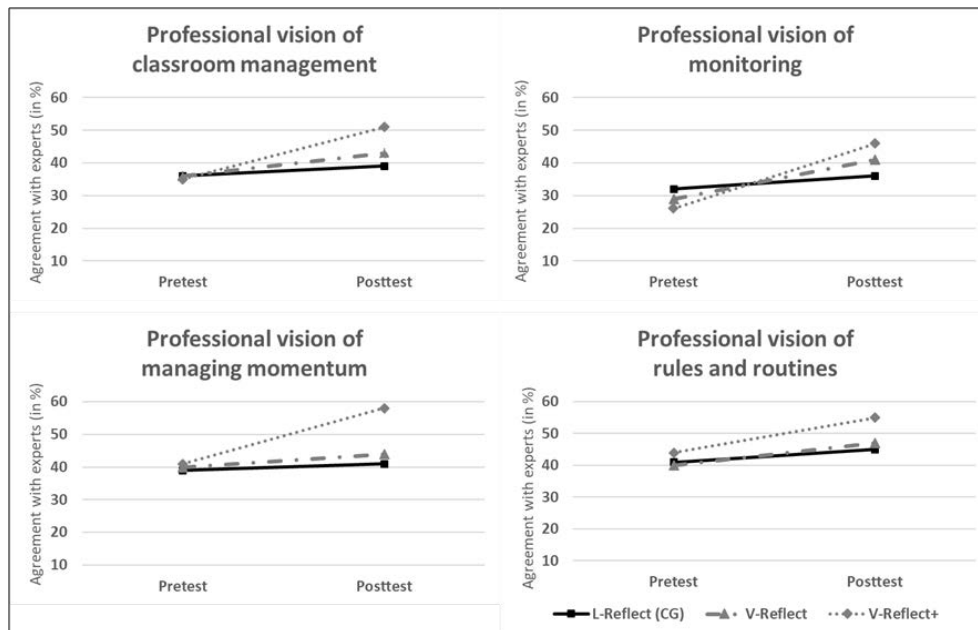 Professional vision of
classroom management
Agreement with experts (in %)
60
50
40
30
20
10
Pretest
Posttest
Professional vision of
monitoring
Agreement with experts (in %)
60
50
40
30
20
10
Pretest
Posttest
Professional vision of
managing momentum
Agreement with experts (in %)
60
50
40
30
20
10
Pretest
Posttest
Professional vision of
rules and routines
Agreement with experts (in %)
60
50
40
30
20
10
Pretest
Posttest
L-Reflect (CG)
V-Reflect
V-Reflect+